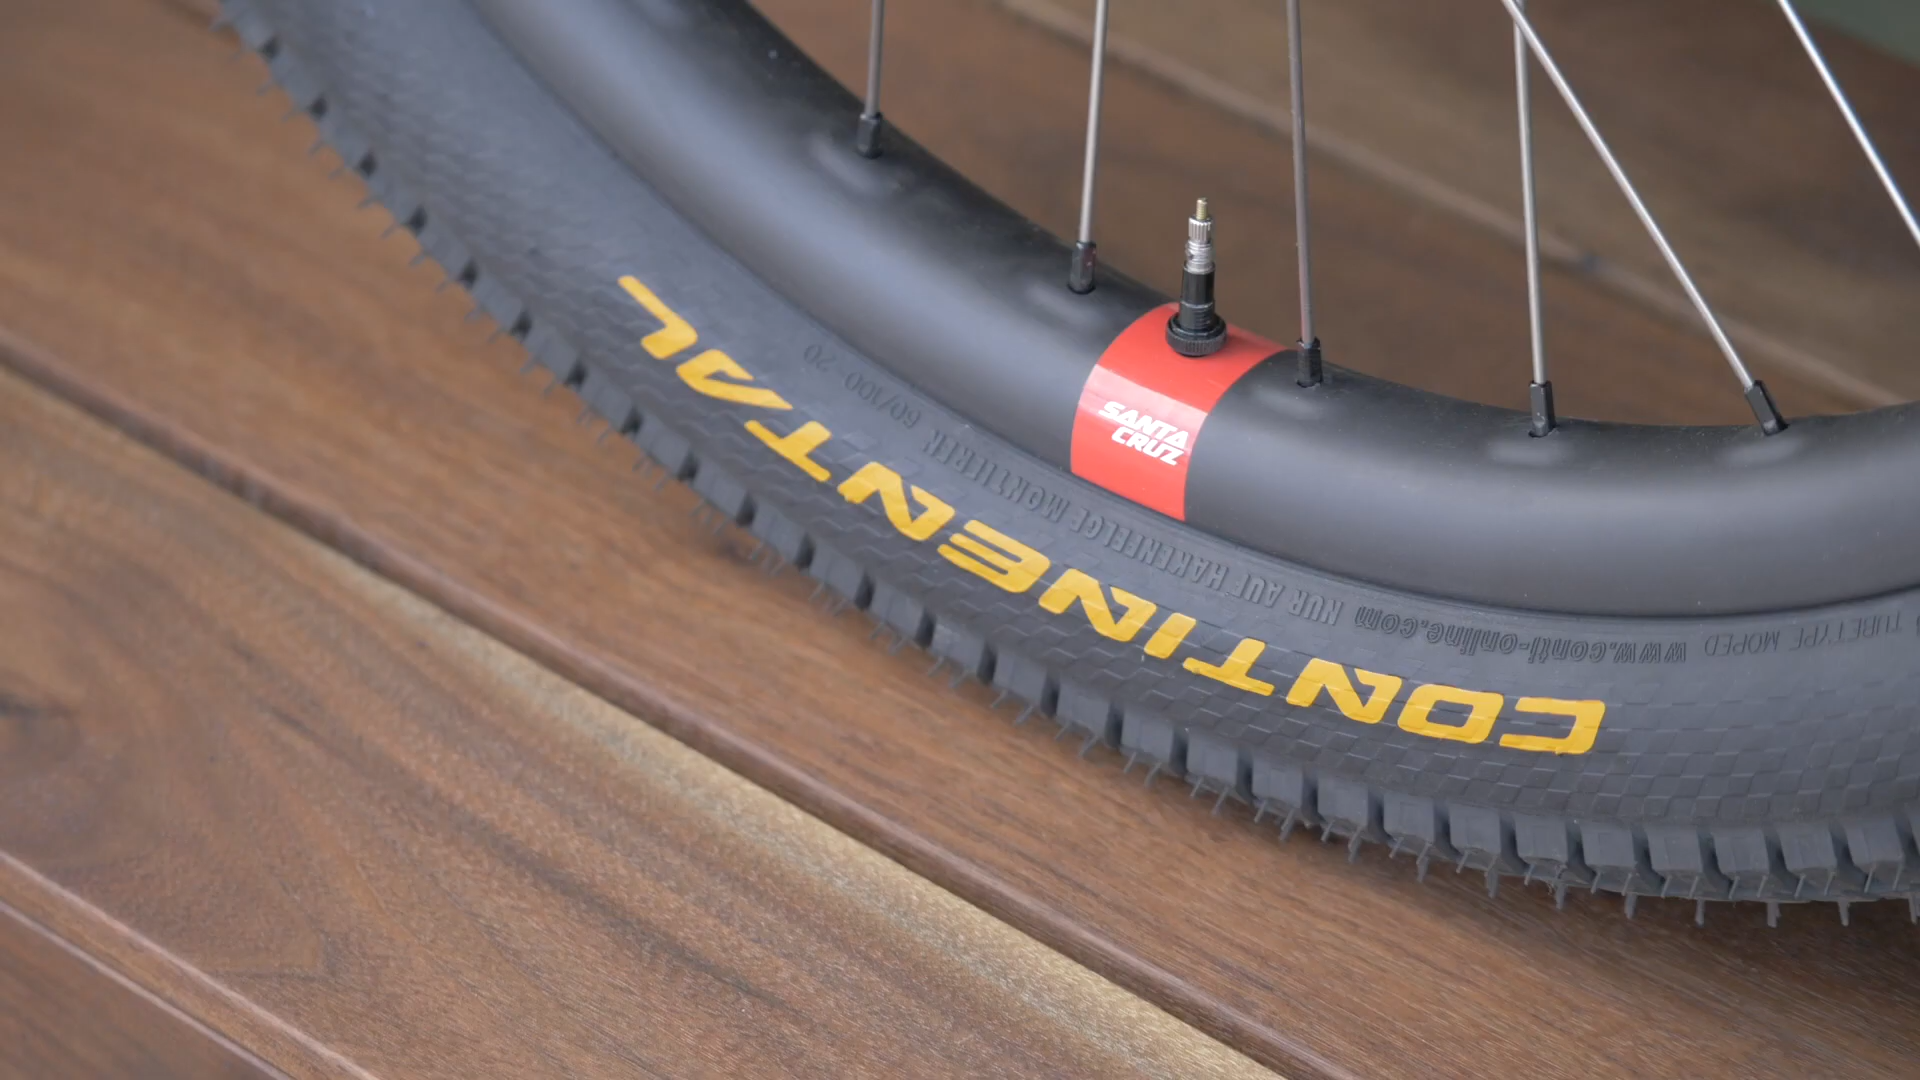 SANTA
CRUZ
CONTINENTAL
TUBETYPE MOPED www.conti-online.com NUR AUF HAKENFELGE MONTIEREN 60/100-20